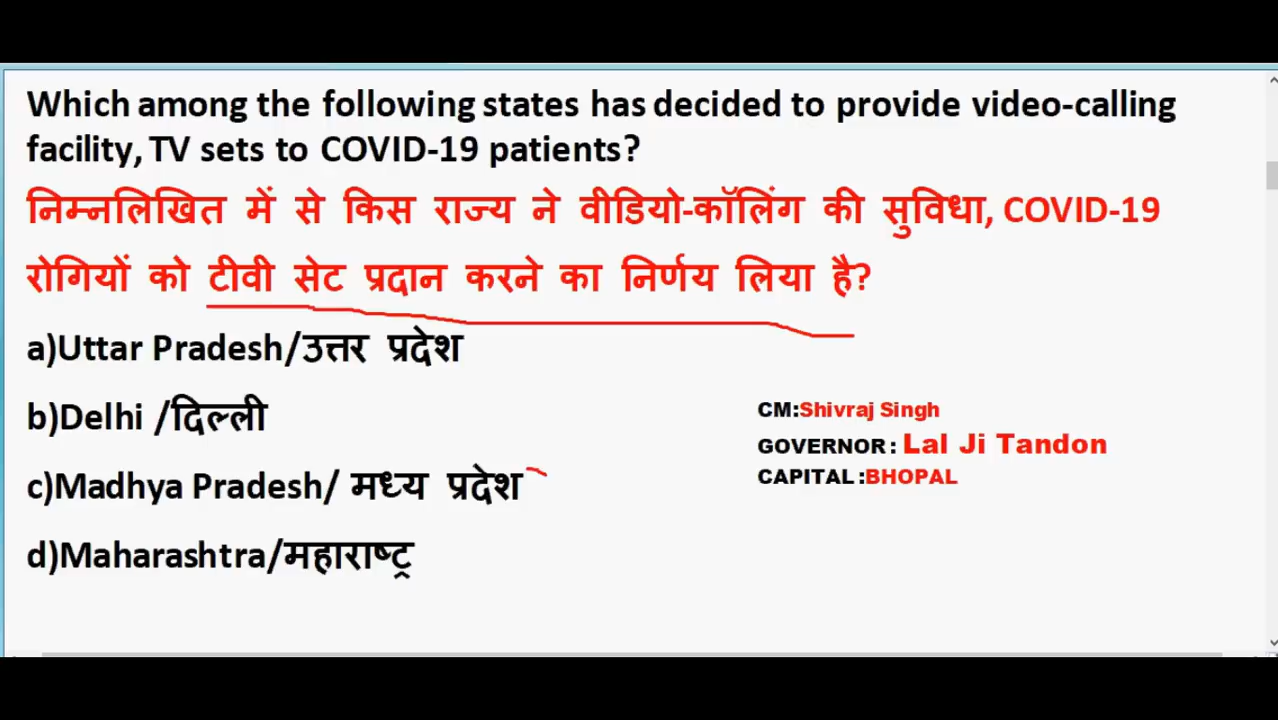 Which among the following states has decided to provide video-calling
facility, TV sets to COVID-19 patients?
निम्नलिखित में से किस राज्य ने वीडियो-कॉलिंग की सुविधा, COVID-19
रोगियों को टीवी सेट प्रदान करने का निर्णय लिया है?
a)Uttar Pradesh/उत्तर प्रदेश
b)Delhi /दिल्ली
c)Madhya Pradesh/ मध्य प्रदेश
d)Maharashtra/महाराष्ट्र
CM:Shivraj Singh
GOVERNOR: Lal Ji Tandon
CAPITAL:BHOPAL